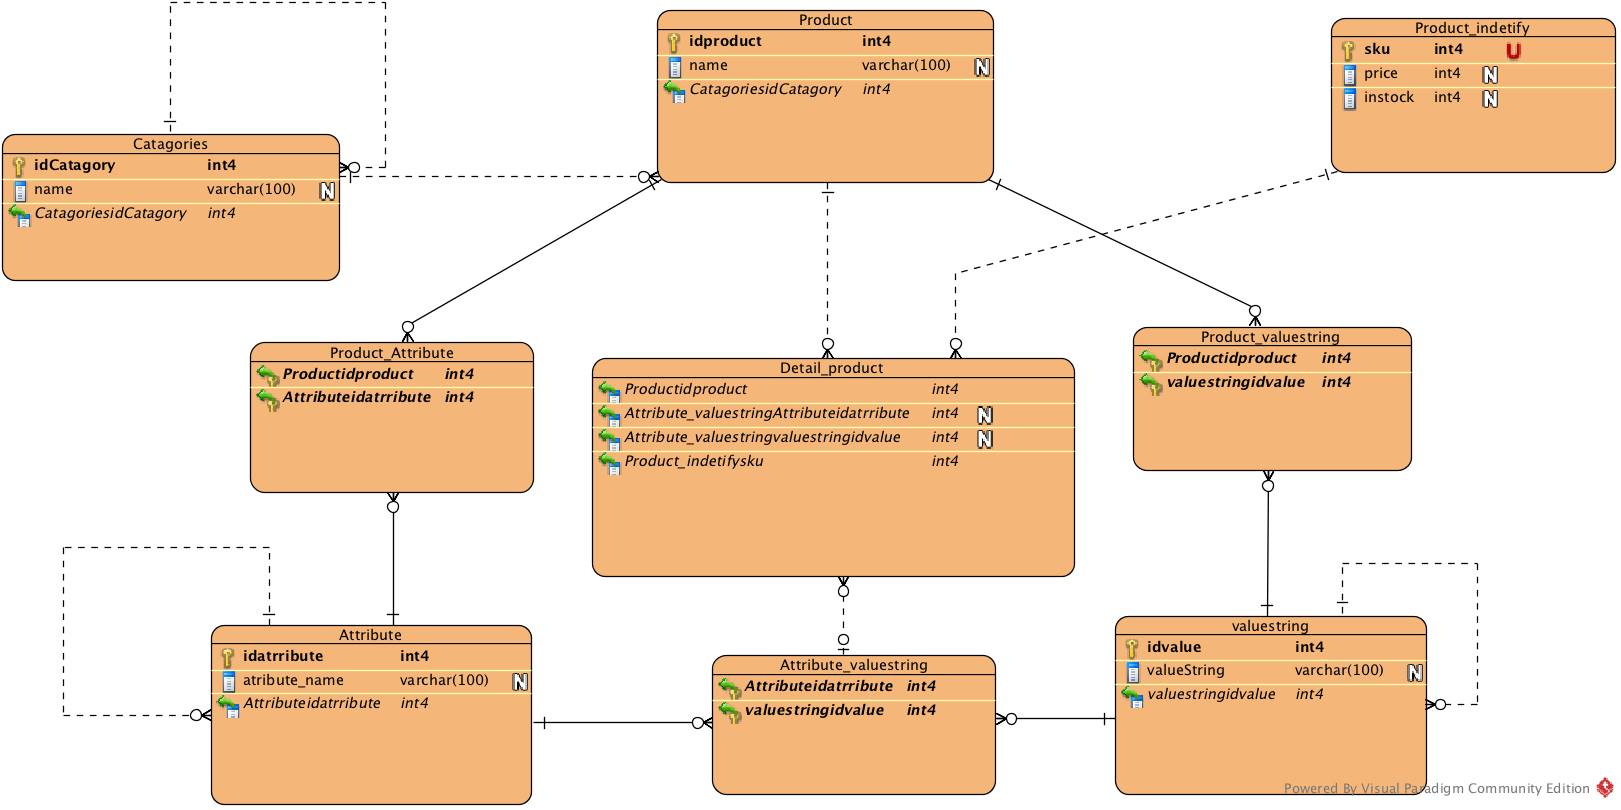 Product
idproduct int4
name varchar(100) N
CatagoriesidCatagory int4
Product_indetify
sku int4 U
price int4 N
instock int4 N
Catagories
idCatagory int4
name varchar(100) N
CatagoriesidCatagory int4
Product_Attribute
Productidproduct int4
Attributeidatrribute int4
Detail_product
Productidproduct int4
Attribute_valuestringAttributeidatrribute int4 N
Attribute_valuestringvaluestringidvalue int4 N
Product_indetifysku int4
Product_valuestring
Productidproduct int4
valuestringidvalue int4
Attribute
idatrribute int4
atribute_name varchar(100) N
Attributeidatrribute int4
Attribute_valuestring
Attributeidatrribute int4
valuestringidvalue int4
valuestring
idvalue int4
valueString varchar(100) N
valuestringidvalue int4
Powered By Visual Paradigm Community Edition